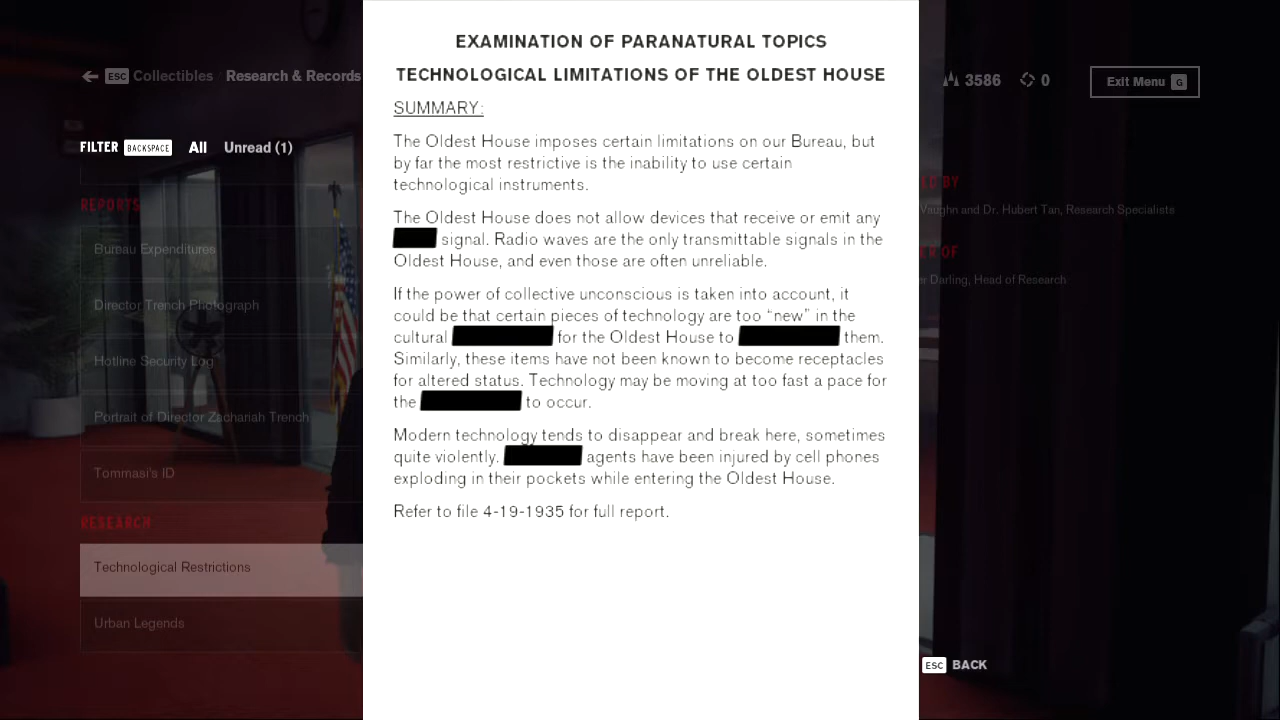 EXAMINATION OF PARANATURAL TOPICS
TECHNOLOGICAL LIMITATIONS OF THE OLDEST HOUSE
SUMMARY:
The Oldest House imposes certain limitations on our Bureau, but
by far the most restrictive is the inability to use certain
technological instruments.
The Oldest House does not allow devices that receive or emit any
signal. Radio waves are the only transmittable signals in the
Oldest House, and even those are often unreliable.
If the power of collective unconscious is taken into account, it
could be that certain pieces of technology are too “new” in the
cultural for the Oldest House to them.
Similarly, these items have not been known to become receptacles
for altered status. Technology may be moving at too fast a pace for
the to occur.
Modern technology tends to disappear and break here, sometimes
quite violently. agents have been injured by cell phones
exploding in their pockets while entering the Oldest House.
Refer to file 4-19-1935 for full report.
ESC Collectibles / Research & Records
3586 0
Exit Menu G
FILTER BACKSPACE All Unread (1)
REPORTS
Bureau Expenditures
Director Trench Photograph
Hotline Security Log
Portrait of Director Zachariah Trench
Tommasi's ID
RESEARCH
Technological Restrictions
Urban Legends
BY
Vaughn and Dr. Hubert Tan, Research Specialists
OF
Darling, Head of Research
ESC BACK